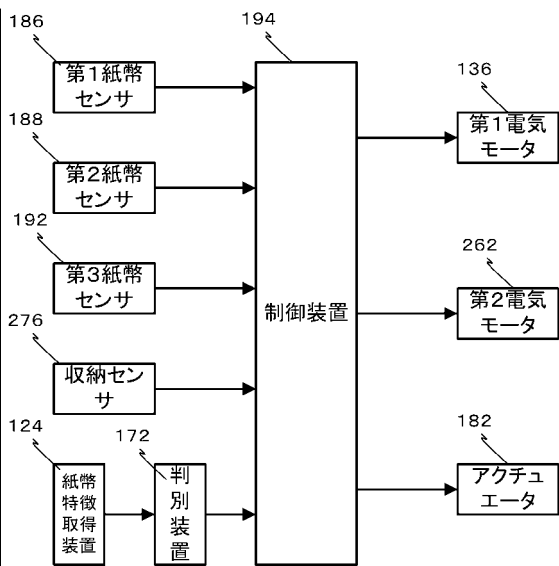 186
第1紙幣
センサ
188
第2紙幣
センサ
192
第3紙幣
センサ
276
収納セン
サ
124
紙幣
特徴
取得
装置
172
判
別
装
置
194
制御装置
136
第1電気
モータ
262
第2電気
モータ
182
アクチュ
エータ